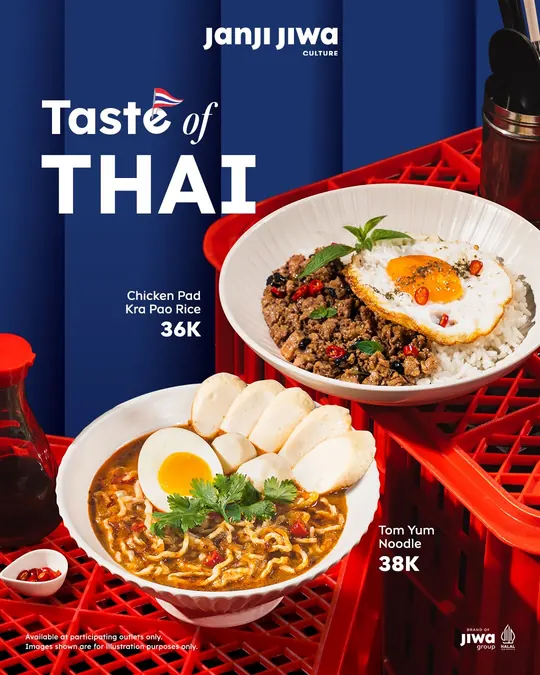 Janji Jiwa
CULTURE
Taste of
THAI
Chicken Pad
Kra Pao Rice
36K
Tom Yum
Noodle
38K
Available at participating outlets only.
Images shown are for illustration purposes only.
BRAND OF
Jiwa
group
HALAL